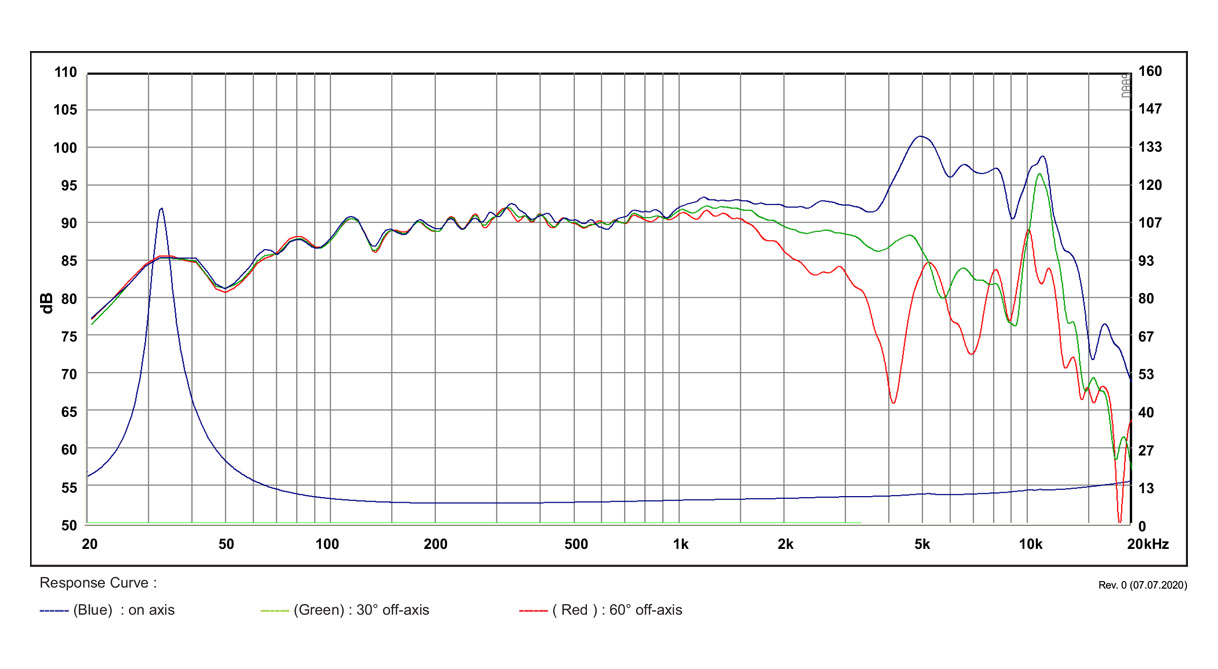 110 160
DAAS
105 147
100 133
95 120
90 107
85 93
dB
80 80
75 67
70 53
65 40
60 27
55 13
50 0
20 50 100 200 500 1k 2k 5k 10k 20kHz
Response Curve :
Rev. 0 (07.07.2020)
------ (Blue) : on axis ------ (Green) : 30° off-axis ------ ( Red ) : 60° off-axis